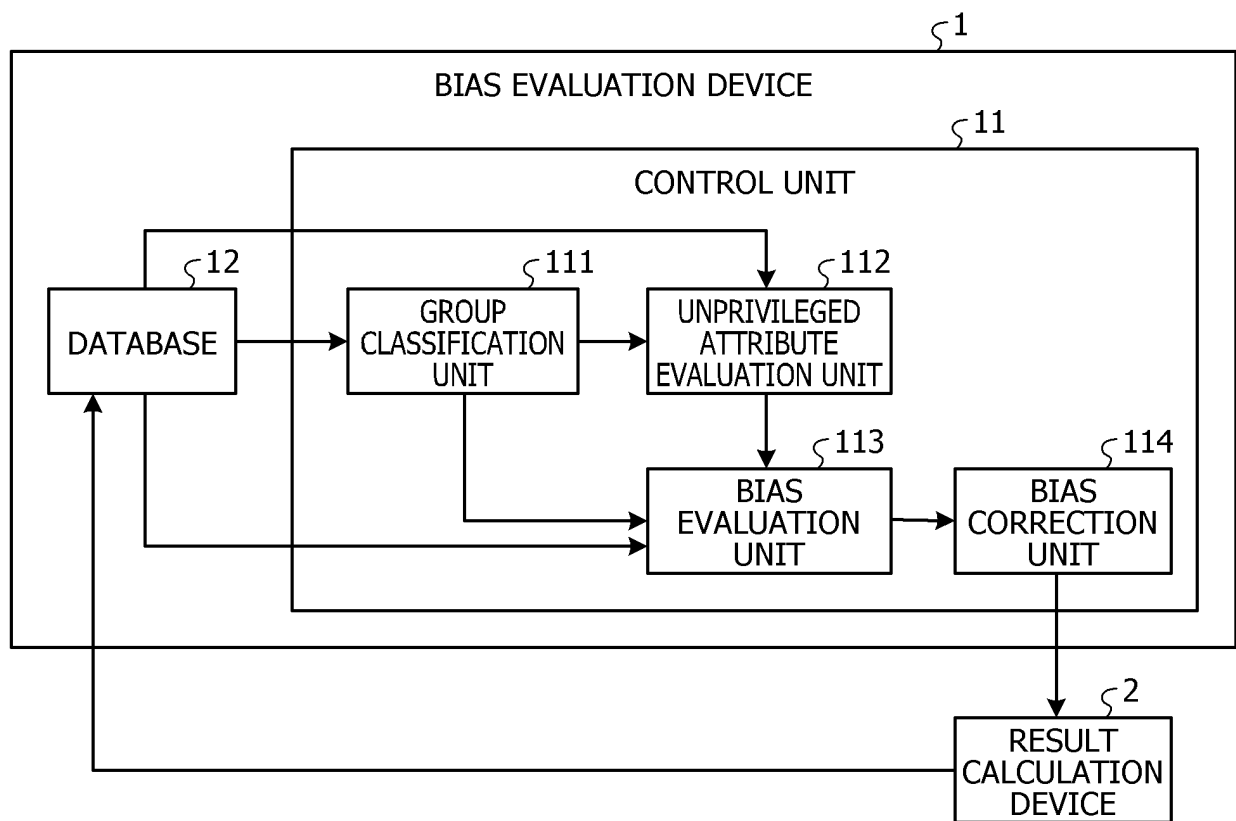 1
BIAS EVALUATION DEVICE
11
CONTROL UNIT
12
DATABASE
111
GROUP
CLASSIFICATION
UNIT
112
UNPRIVILEGED
ATTRIBUTE
EVALUATION UNIT
113
BIAS
EVALUATION
UNIT
114
BIAS
CORRECTION
UNIT
2
RESULT
CALCULATION
DEVICE